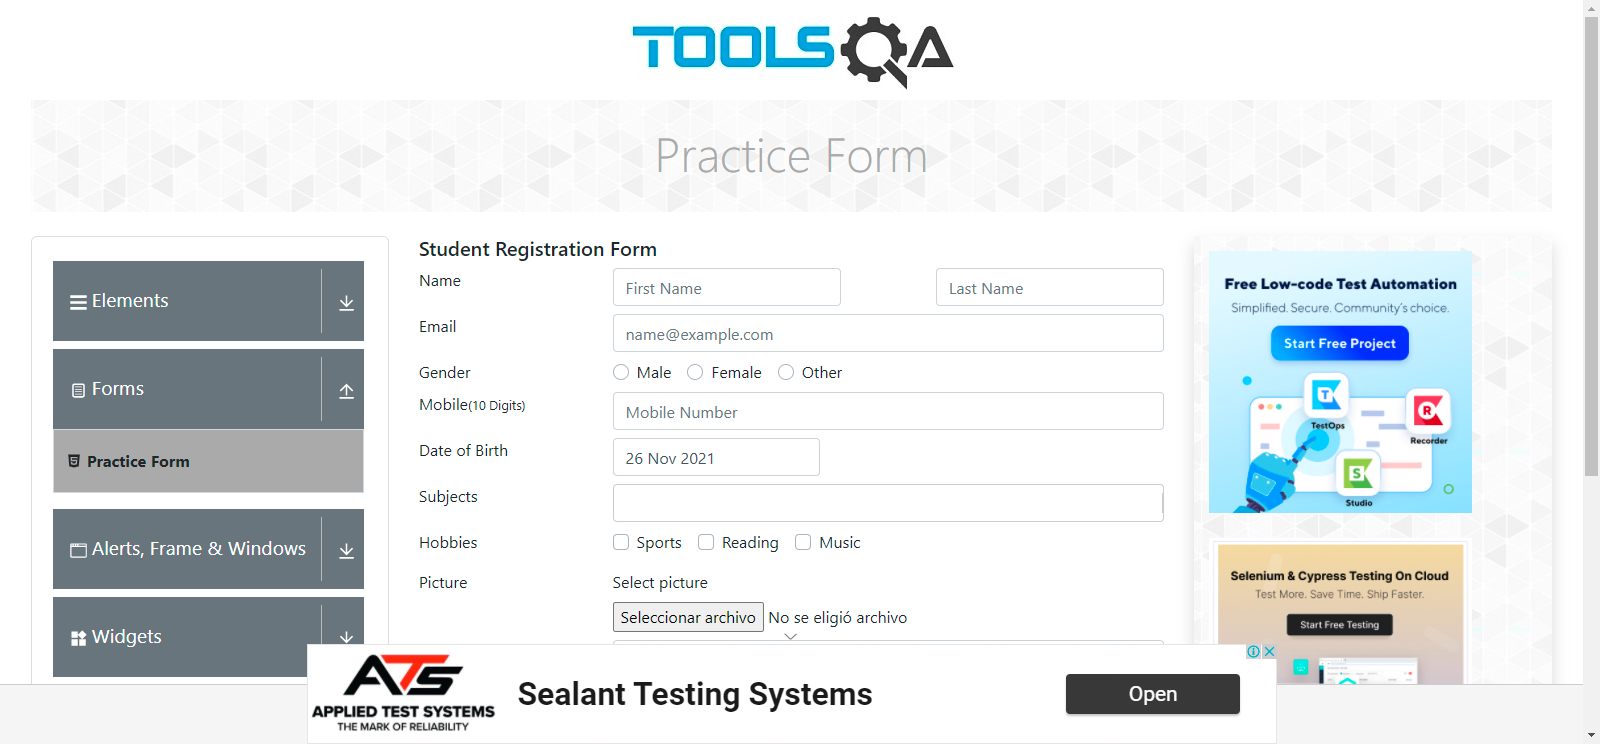 TOOLSQA
Practice Form
Elements
Forms
Practice Form
Alerts, Frame & Windows
Widgets
Student Registration Form
Name
First Name
Last Name
Email
name@example.com
Gender
Male
Female
Other
Mobile(10 Digits)
Mobile Number
Date of Birth
26 Nov 2021
Subjects
Hobbies
Sports
Reading
Music
Picture
Select picture
Seleccionar archivo No se eligió archivo
Free Low-code Test Automation
Simplified. Secure. Community's choice.
Start Free Project
TestOps
Recorder
Studio
Selenium & Cypress Testing On Cloud
Test More. Save Time. Ship Faster.
Start Free Testing
ATS
APPLIED TEST SYSTEMS
THE MARK OF RELIABILITY
Sealant Testing Systems
Open